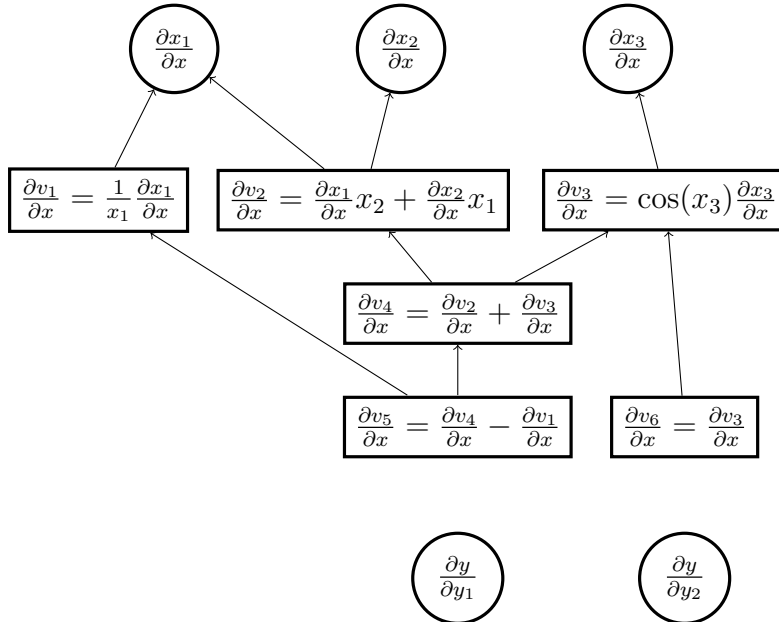 ∂x₁/∂x ∂x₂/∂x ∂x₃/∂x
∂v₁/∂x = 1/x₁ ∂x₁/∂x ∂v₂/∂x = ∂x₁/∂x x₂ + ∂x₂/∂x x₁ ∂v₃/∂x = cos(x₃) ∂x₃/∂x
∂v₄/∂x = ∂v₂/∂x + ∂v₃/∂x
∂v₅/∂x = ∂v₄/∂x − ∂v₁/∂x ∂v₆/∂x = ∂v₃/∂x
∂y/∂y₁ ∂y/∂y₂